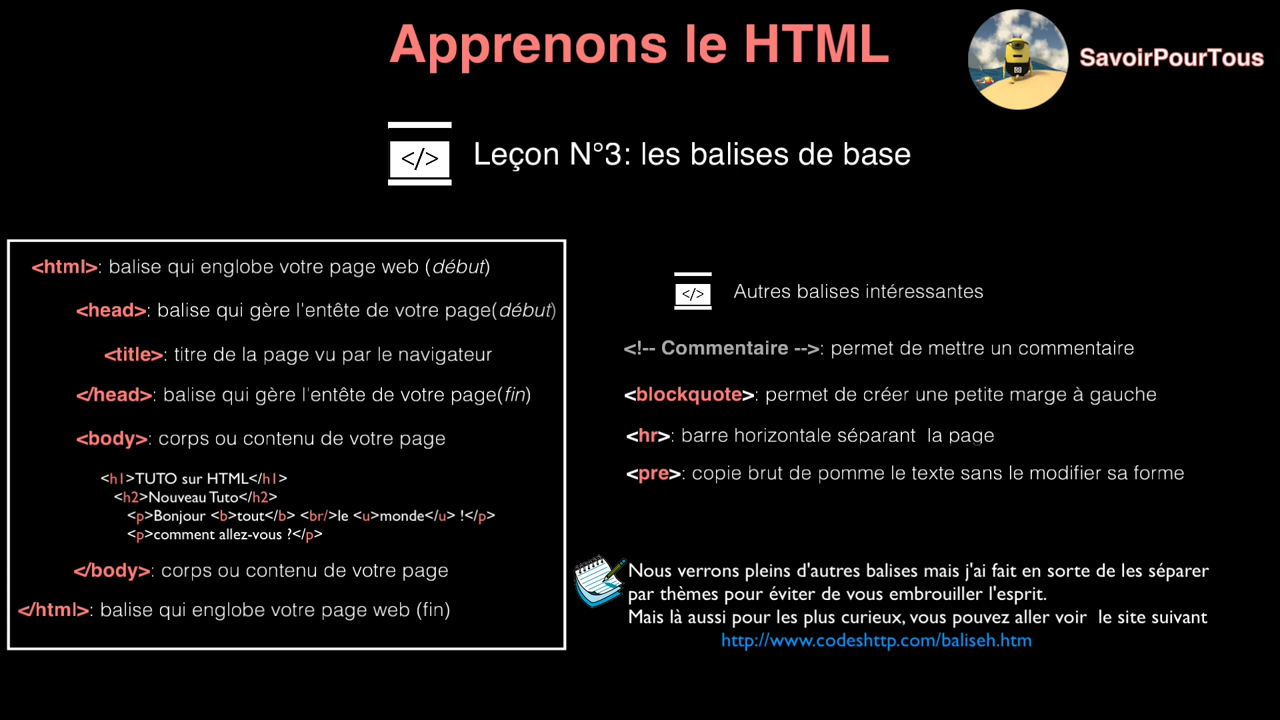 Apprenons le HTML
SavoirPourTous
</>
Leçon N°3: les balises de base
<html>: balise qui englobe votre page web (début)
<head>: balise qui gère l'entête de votre page(début)
<title>: titre de la page vu par le navigateur
</head>: balise qui gère l'entête de votre page(fin)
<body>: corps ou contenu de votre page
<h1>TUTO sur HTML</h1>
<h2>Nouveau Tuto</h2>
<p>Bonjour <b>tout</b> <br/>le <u>monde</u> !</p>
<p>comment allez-vous ?</p>
</body>: corps ou contenu de votre page
</html>: balise qui englobe votre page web (fin)
</>
Autres balises intéressantes
<!-- Commentaire -->: permet de mettre un commentaire
<blockquote>: permet de créer une petite marge à gauche
<hr>: barre horizontale séparant  la page
<pre>: copie brut de pomme le texte sans le modifier sa forme
Nous verrons pleins d'autres balises mais j'ai fait en sorte de les séparer
par thèmes pour éviter de vous embrouiller l'esprit.
Mais là aussi pour les plus curieux, vous pouvez aller voir  le site suivant
http://www.codeshttp.com/baliseh.htm